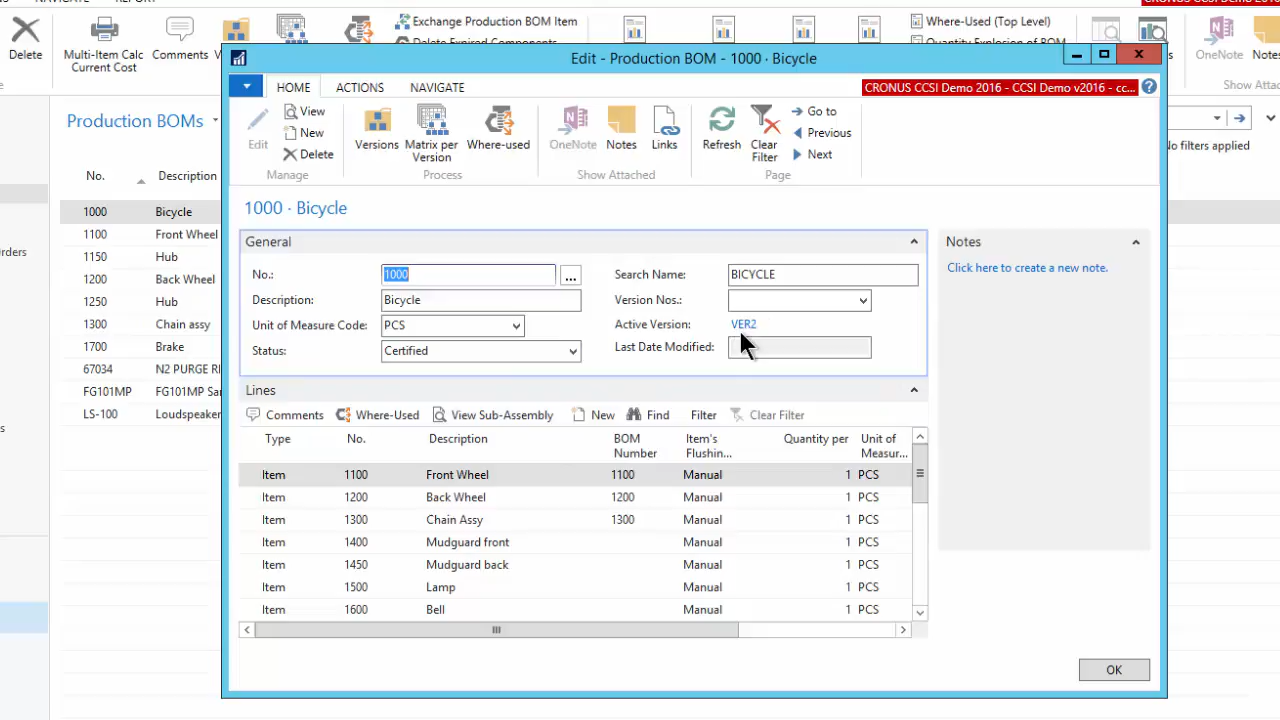 NAVIGATE REPORT
CRONUS CCSI Demo 2016
Delete
Multi-Item Calc
Current Cost
Comments
Exchange Production BOM Item
Delete Expired Components
Where-Used (Top Level)
Quantity Explosion of BOM
OneNote
Notes
Show Attached
Edit - Production BOM - 1000 · Bicycle
HOME ACTIONS NAVIGATE
CRONUS CCSI Demo 2016 - CCSI Demo v2016 - cc...
Edit
View
New
Delete
Manage
Versions
Matrix per
Version
Where-used
Process
OneNote
Notes
Links
Show Attached
Refresh
Clear
Filter
Go to
Previous
Next
Page
Production BOMs
No. Description
1000 Bicycle
1100 Front Wheel
1150 Hub
1200 Back Wheel
1250 Hub
1300 Chain assy
1700 Brake
67034 N2 PURGE RI
FG101MP FG101MP Sa
LS-100 Loudspeaker
No filters applied
1000 · Bicycle
General
No.: 1000 ...
Description: Bicycle
Unit of Measure Code: PCS
Status: Certified
Search Name: BICYCLE
Version Nos.:
Active Version: VER2
Last Date Modified:
Notes
Click here to create a new note.
Lines
Comments Where-Used View Sub-Assembly New Find Filter Clear Filter
Type No. Description BOM
Number Item's
Flushin... Quantity per Unit of
Measur...
Item 1100 Front Wheel 1100 Manual 1 PCS
Item 1200 Back Wheel 1200 Manual 1 PCS
Item 1300 Chain Assy 1300 Manual 1 PCS
Item 1400 Mudguard front Manual 1 PCS
Item 1450 Mudguard back Manual 1 PCS
Item 1500 Lamp Manual 1 PCS
Item 1600 Bell Manual 1 PCS
OK